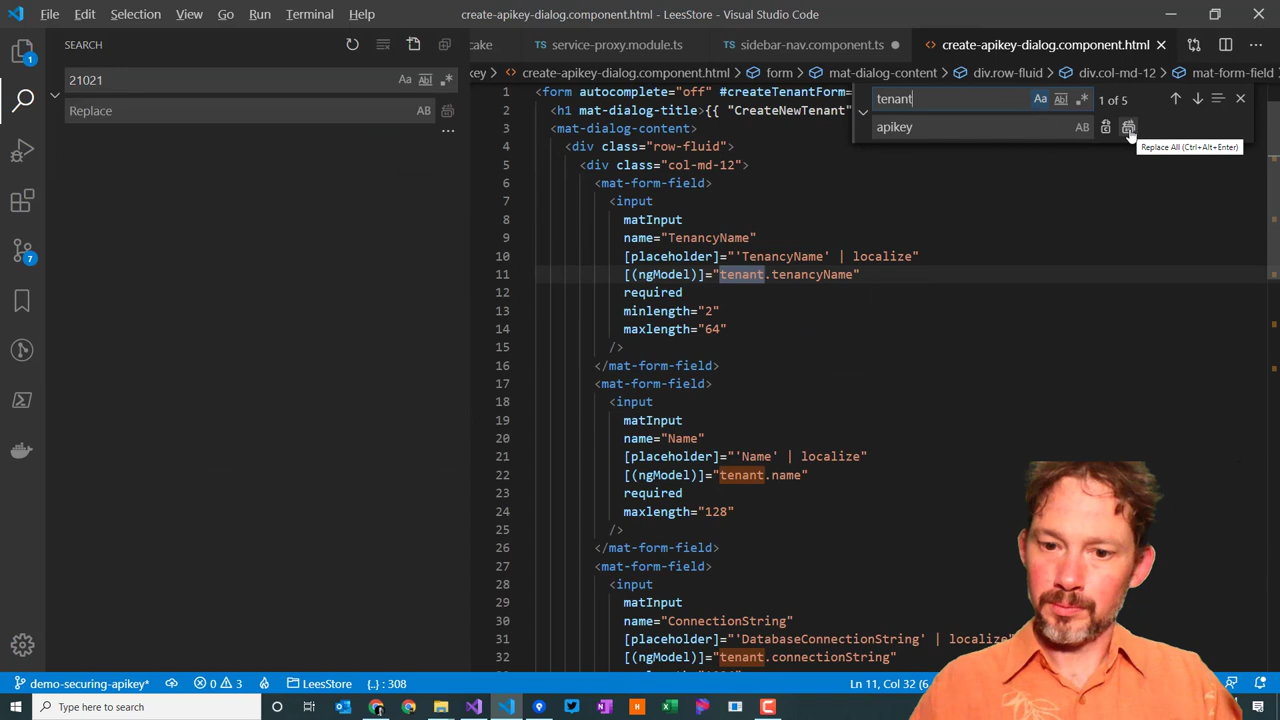 File Edit Selection View Go Run Terminal Help
create-apikey-dialog.component.html - LeesStore - Visual Studio Code
SEARCH
cake
service-proxy.module.ts
sidebar-nav.component.ts
create-apikey-dialog.component.html
key > create-apikey-dialog.component.html > form > mat-dialog-content > div.row-fluid > div.col-md-12 > mat-form-field
21021
Replace
AB
tenant
1 of 5
apikey
AB
Replace All (Ctrl+Alt+Enter)
1 <form autocomplete="off" #createTenantForm=
2 <h1 mat-dialog-title>{{ "CreateNewTenant"
3 <mat-dialog-content>
4 <div class="row-fluid">
5 <div class="col-md-12">
6 <mat-form-field>
7 <input
8 matInput
9 name="TenancyName"
10 [placeholder]="'TenancyName' | localize"
11 [(ngModel)]="tenant.tenancyName"
12 required
13 minlength="2"
14 maxlength="64"
15 />
16 </mat-form-field>
17 <mat-form-field>
18 <input
19 matInput
20 name="Name"
21 [placeholder]="'Name' | localize"
22 [(ngModel)]="tenant.name"
23 required
24 maxlength="128"
25 />
26 </mat-form-field>
27 <mat-form-field>
28 <input
29 matInput
30 name="ConnectionString"
31 [placeholder]="'DatabaseConnectionString' | localize"
32 [(ngModel)]="tenant.connectionString"
demo-securing-apikey* 0 3 LeesStore {..} : 308
Ln 11, Col 32 (6
Type here to search